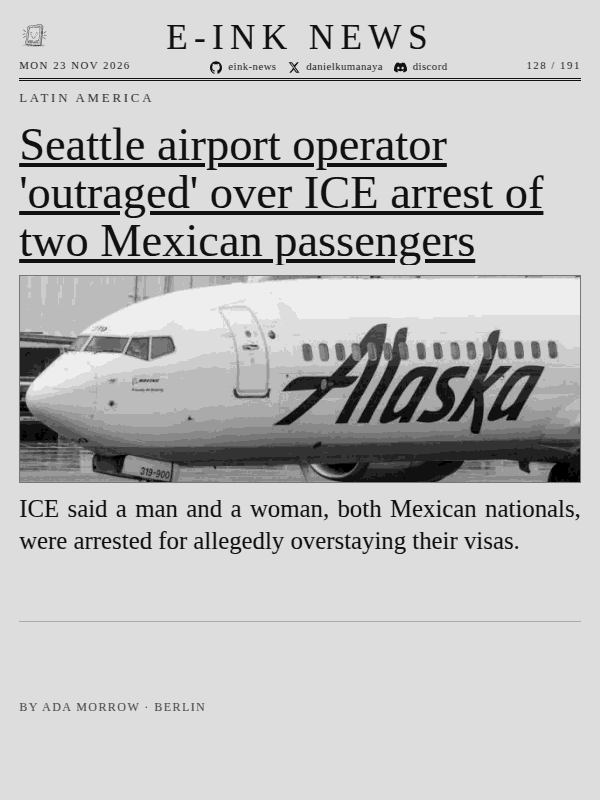 E-INK NEWS
MON 23 NOV 2026
eink-news
danielkumanaya
discord
128 / 191
LATIN AMERICA
Seattle airport operator
'outraged' over ICE arrest of
two Mexican passengers
Alaska
BOEING
319-900
ICE said a man and a woman, both Mexican nationals,
were arrested for allegedly overstaying their visas.
BY ADA MORROW · BERLIN